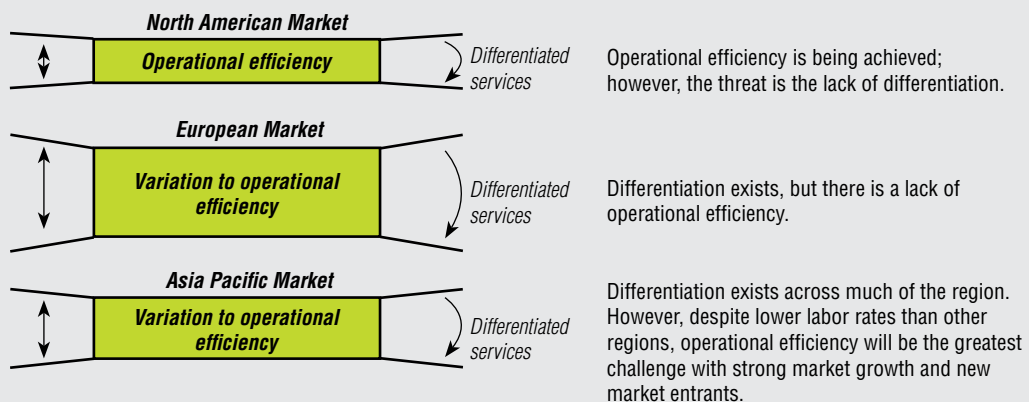 North American Market
Operational efficiency
Differentiated
services
Operational efficiency is being achieved;
however, the threat is the lack of differentiation.
European Market
Variation to operational
efficiency
Differentiated
services
Differentiation exists, but there is a lack of
operational efficiency.
Asia Pacific Market
Variation to operational
efficiency
Differentiated
services
Differentiation exists across much of the region.
However, despite lower labor rates than other
regions, operational efficiency will be the greatest
challenge with strong market growth and new
market entrants.